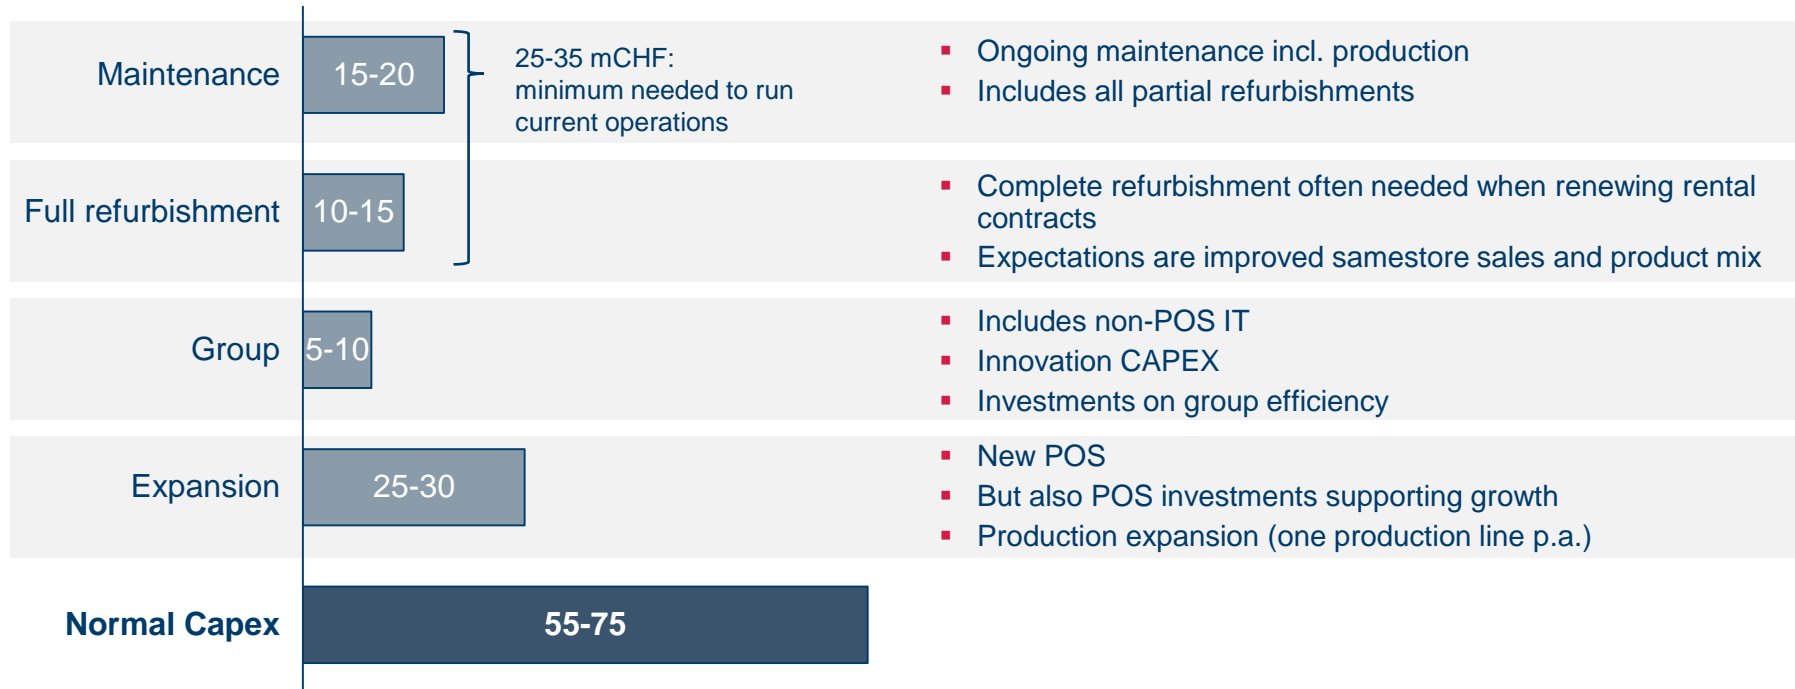 Maintenance
15-20
25-35 mCHF:
minimum needed to run
current operations
Ongoing maintenance incl. production
Includes all partial refurbishments
Full refurbishment
10-15
Complete refurbishment often needed when renewing rental
contracts
Expectations are improved samestore sales and product mix
Group
5-10
Includes non-POS IT
Innovation CAPEX
Investments on group efficiency
Expansion
25-30
New POS
But also POS investments supporting growth
Production expansion (one production line p.a.)
Normal Capex
55-75